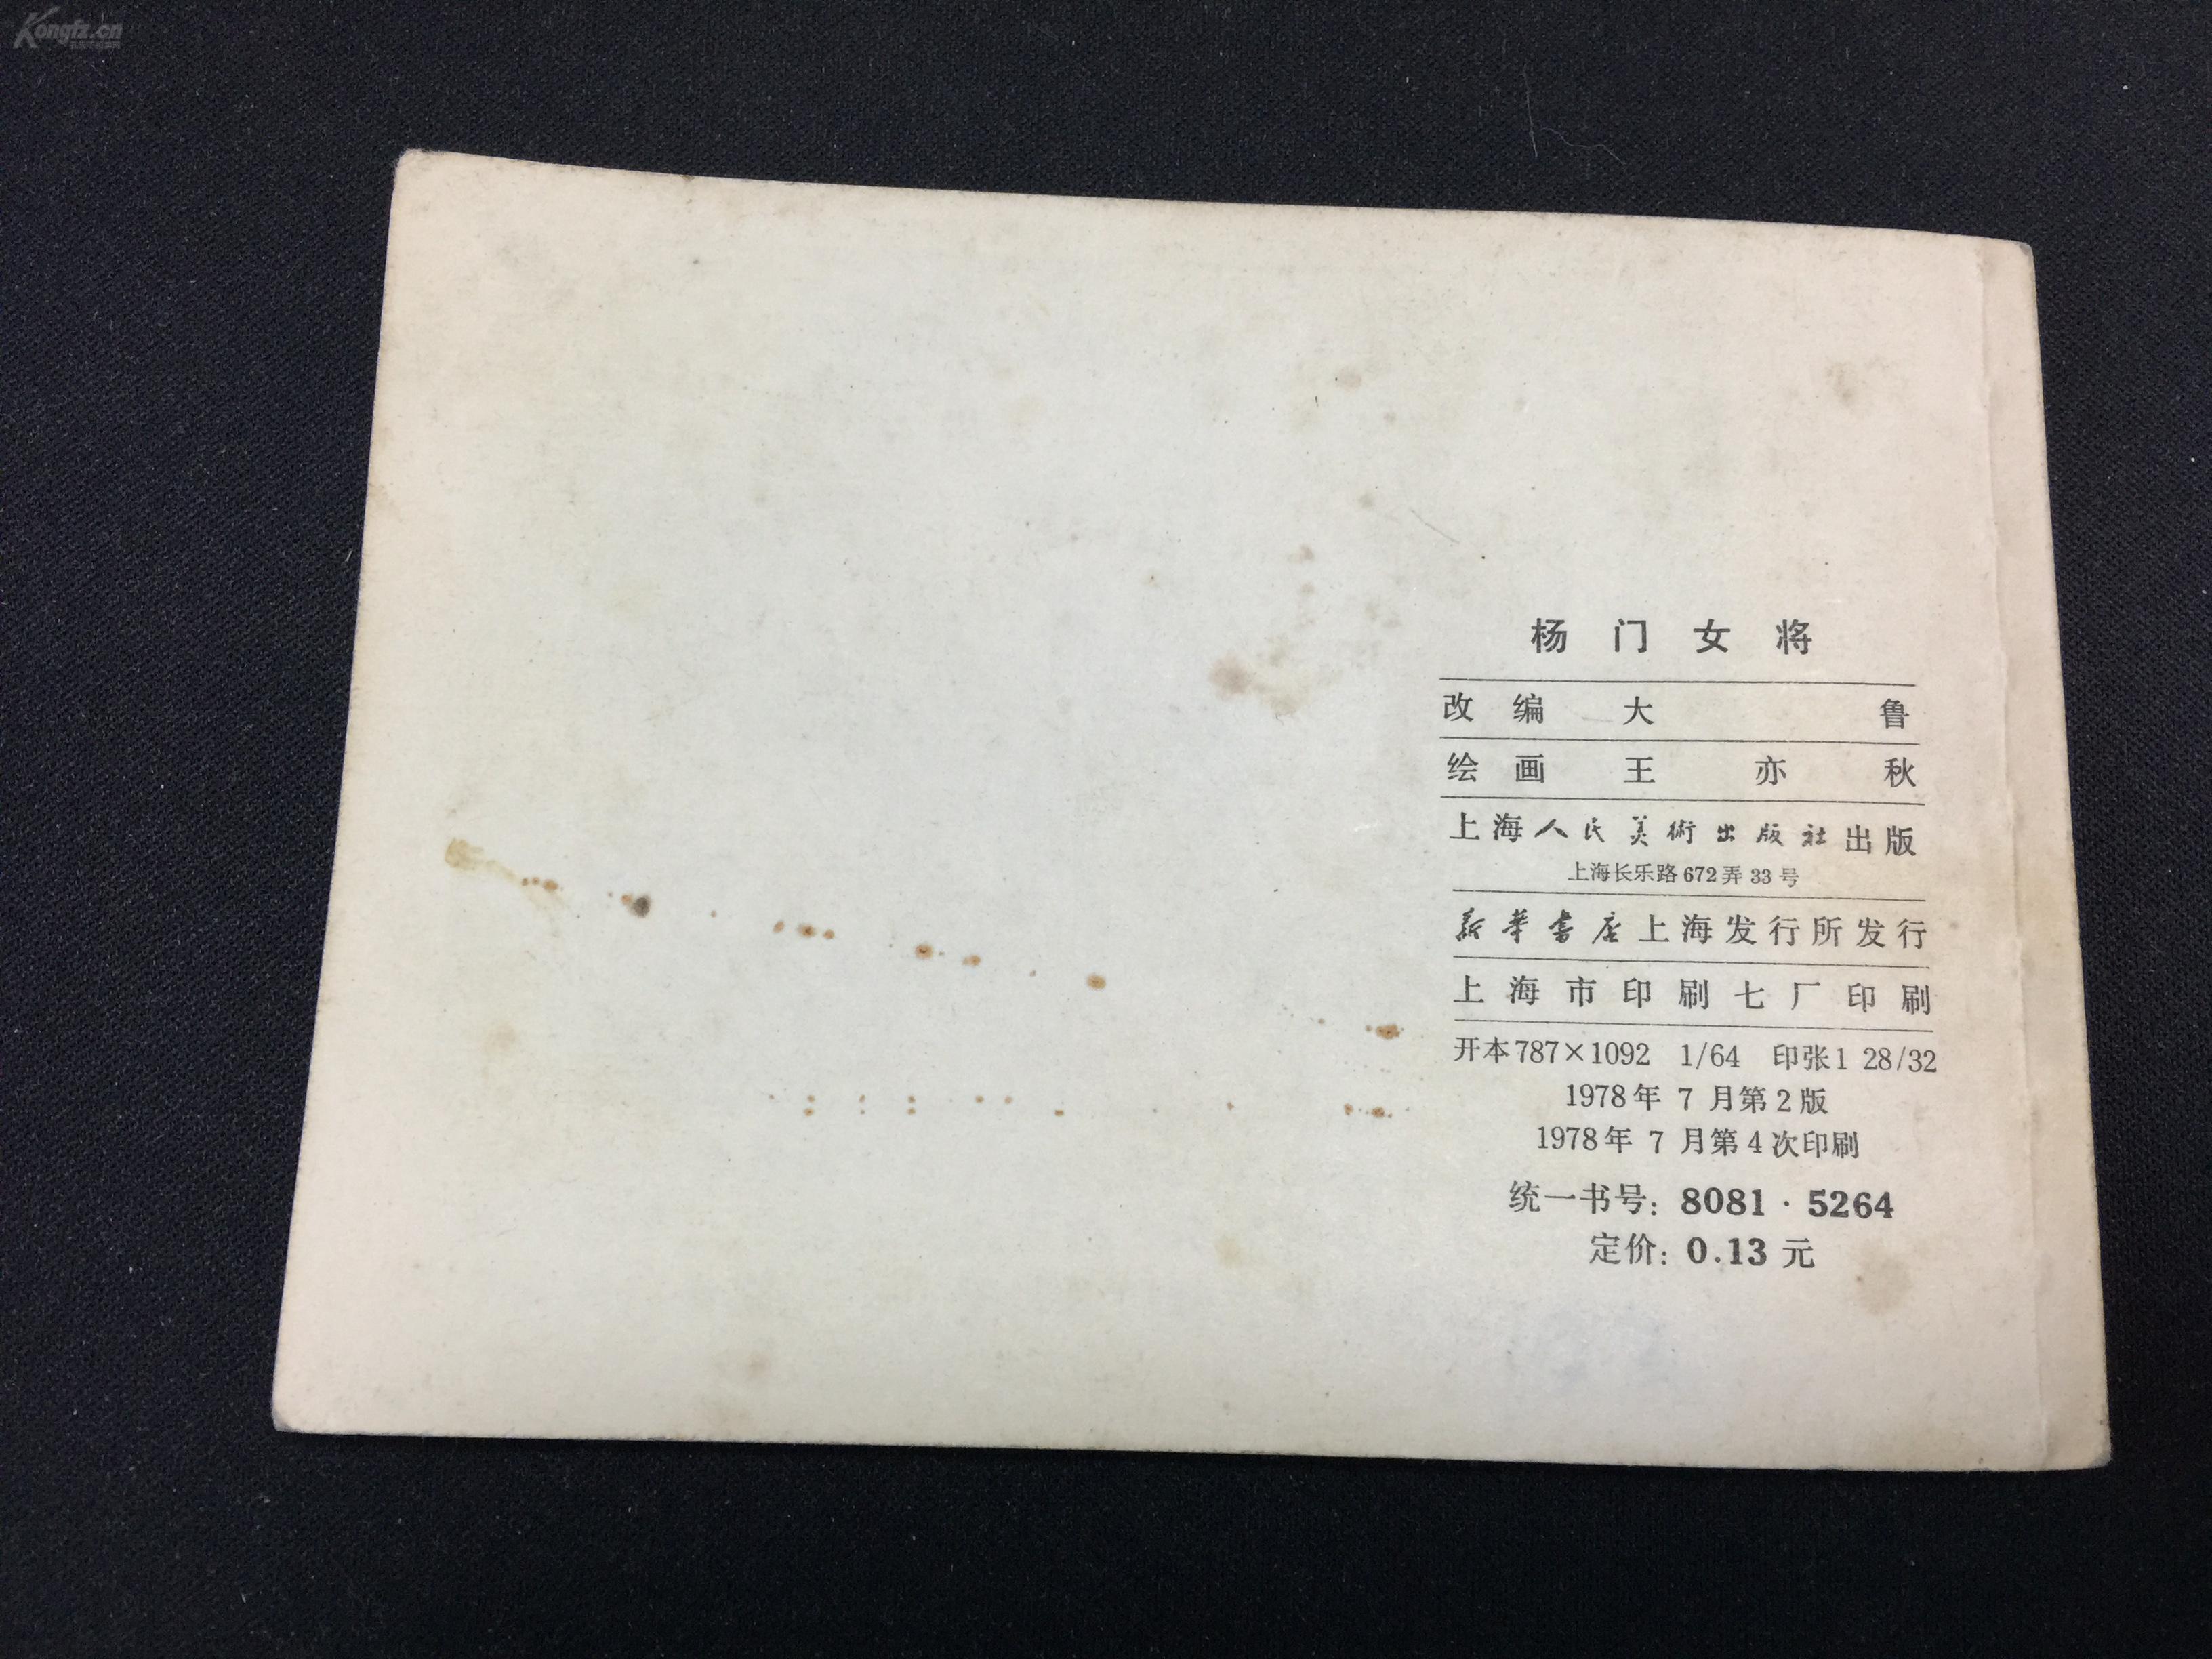 Kongfz.cn
杨门女将
改编 大鲁
绘画 王亦秋
上海人民美術出版社出版
上海长乐路672弄33号
新華書店上海发行所发行
上海市印刷七厂印刷
开本787×1092 1/64 印张1 28/32
1978年7月第2版
1978年7月第4次印刷
统一书号：8081·5264
定价：0.13元